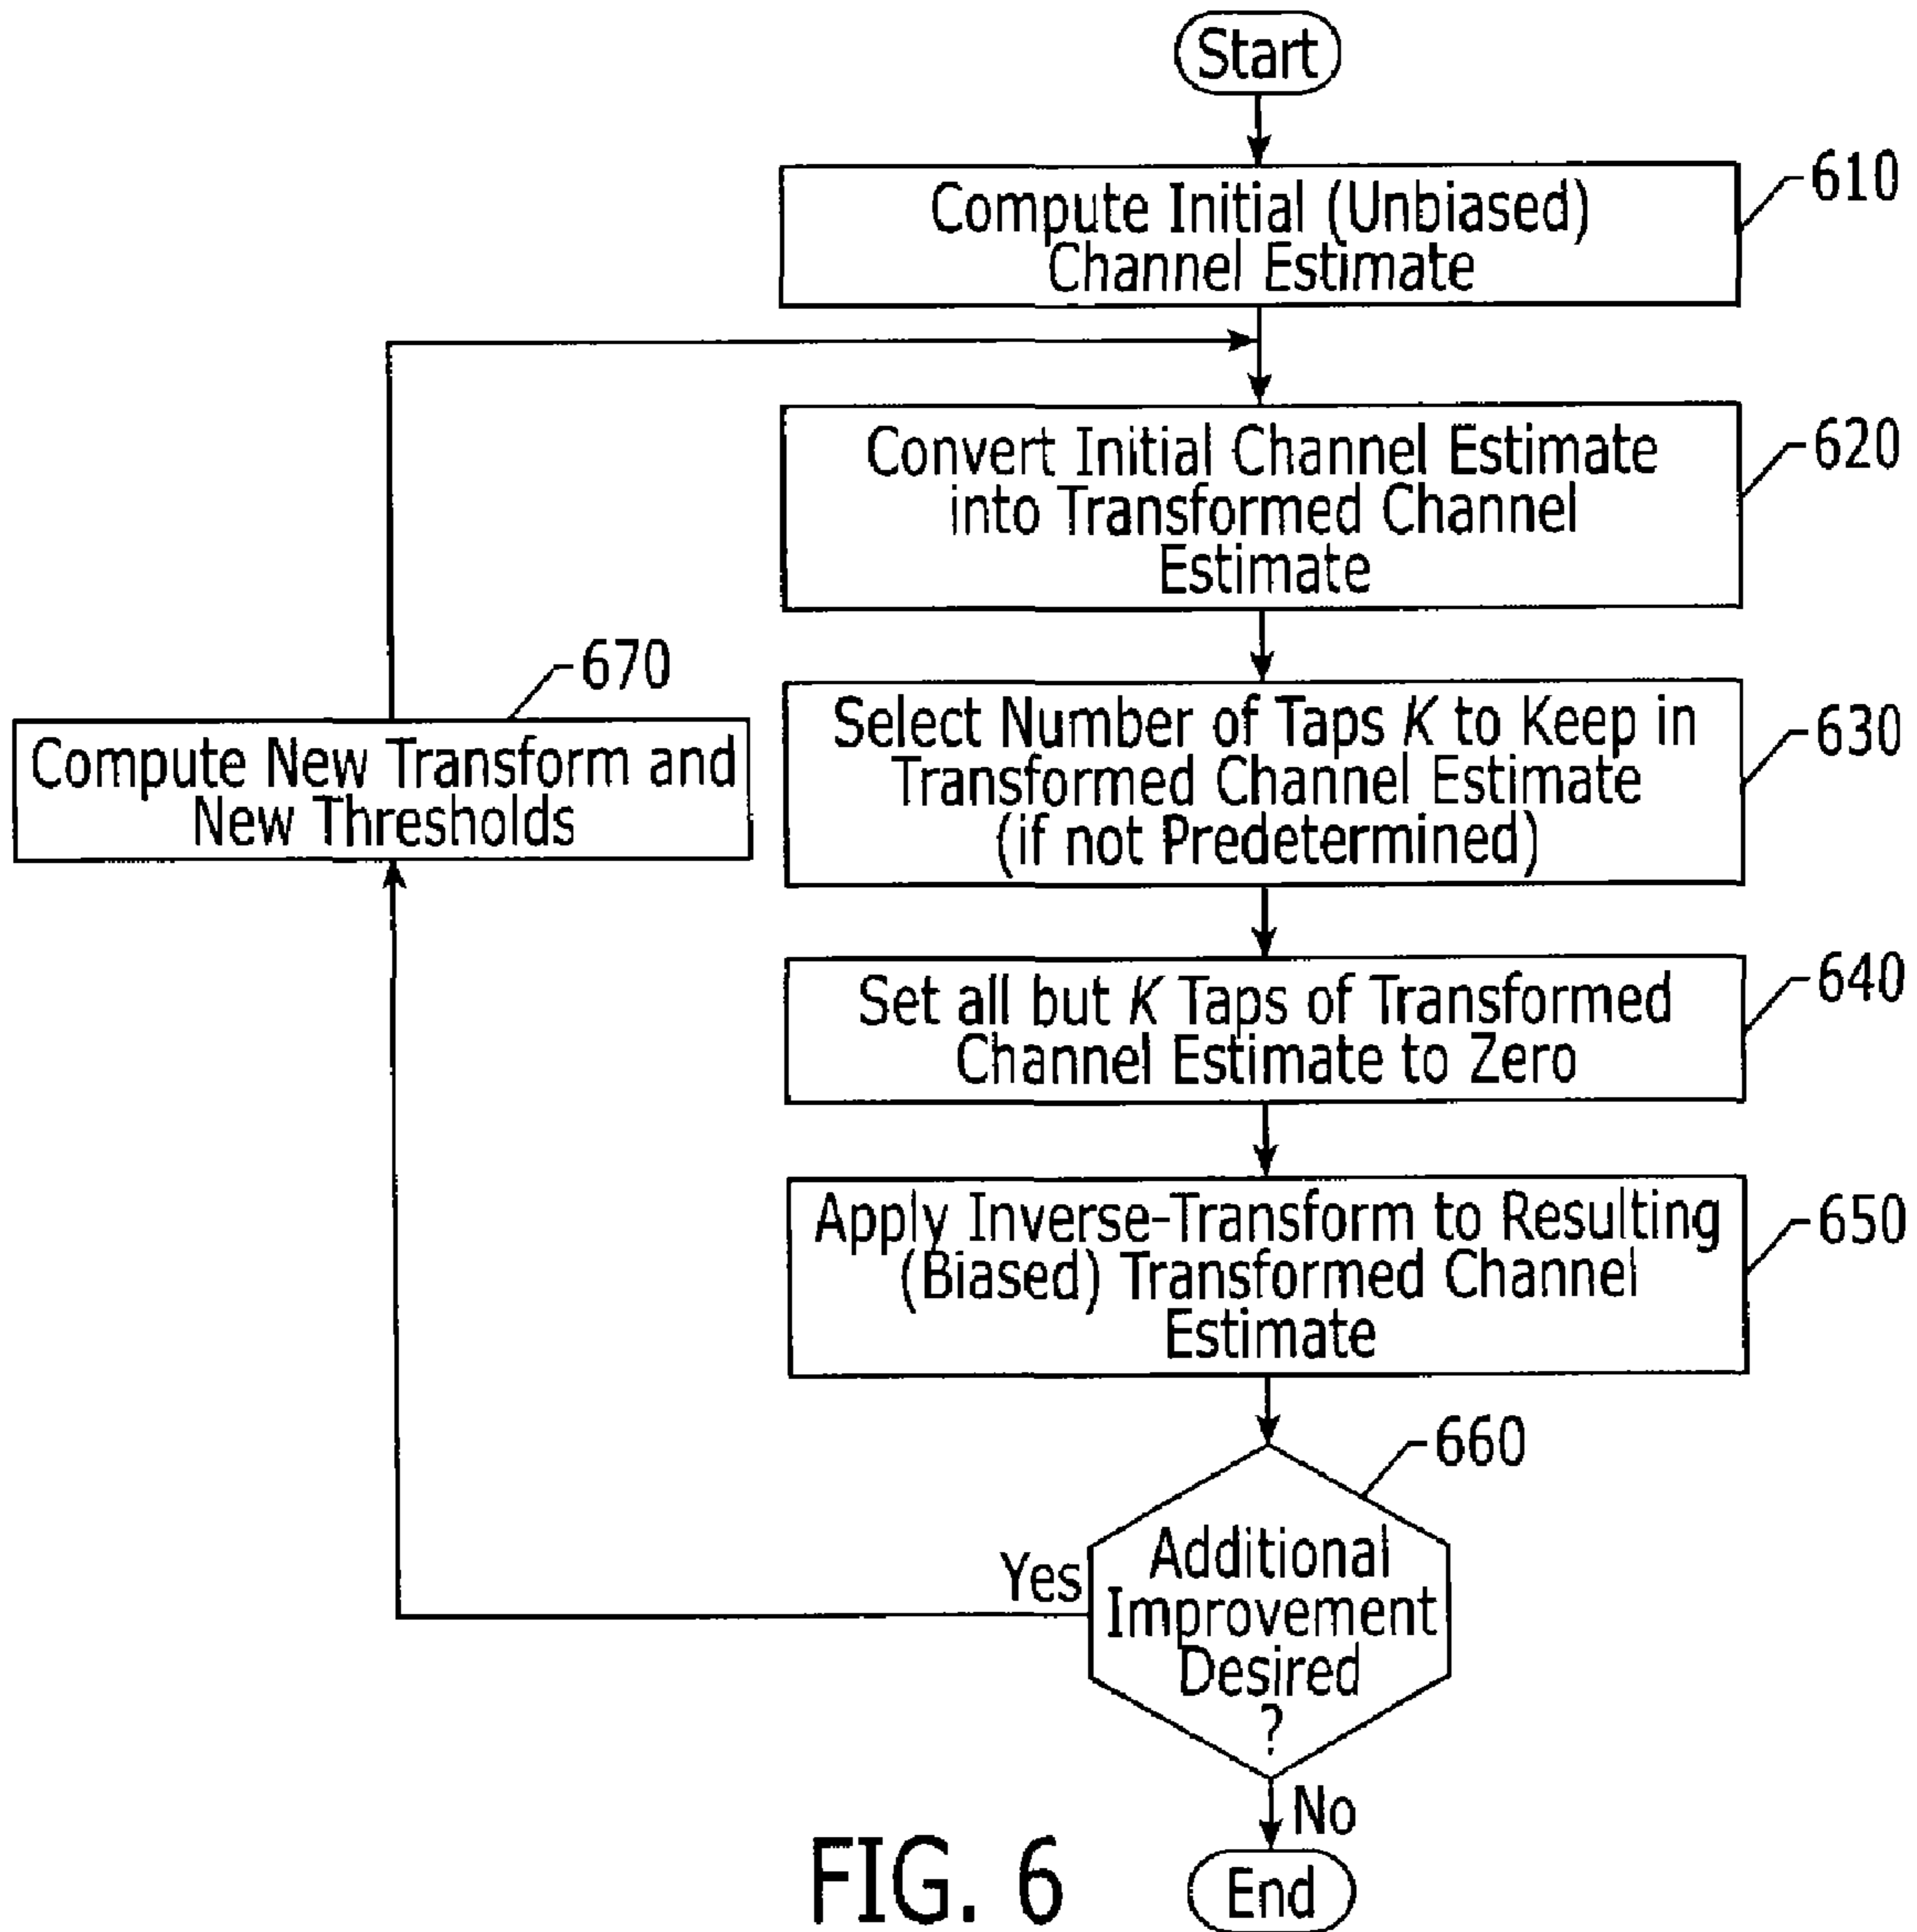 Start
Compute Initial (Unbiased)
Channel Estimate
610
Convert Initial Channel Estimate
into Transformed Channel
Estimate
620
670
Compute New Transform and
New Thresholds
Select Number of Taps K to Keep in
Transformed Channel Estimate
(if not Predetermined)
630
Set all but K Taps of Transformed
Channel Estimate to Zero
640
Apply Inverse-Transform to Resulting
(Biased) Transformed Channel
Estimate
650
660
Additional
Improvement
Desired
?
Yes
No
End
FIG. 6